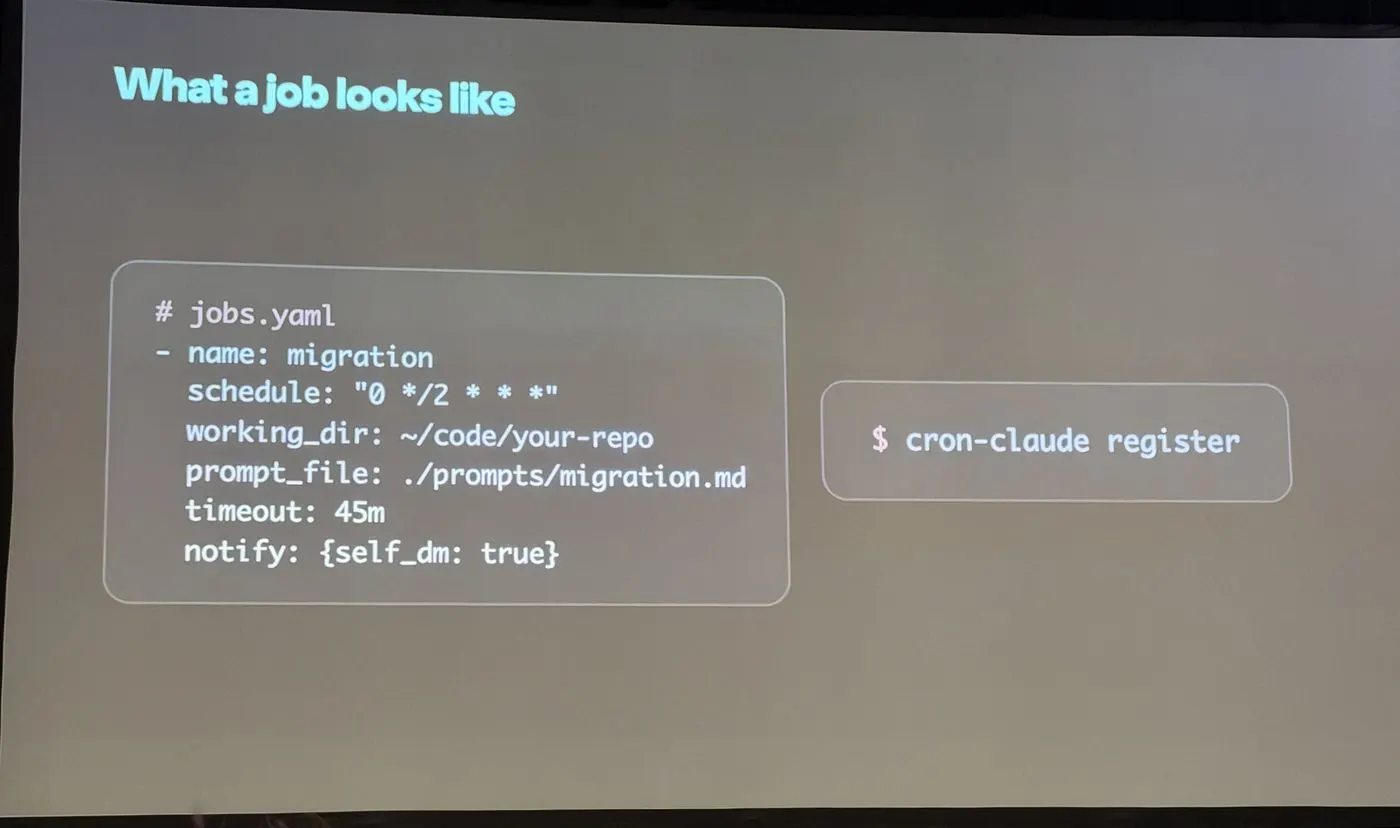 What a job looks like
# jobs.yaml
- name: migration
  schedule: "0 */2 * * *"
  working_dir: ~/code/your-repo
  prompt_file: ./prompts/migration.md
  timeout: 45m
  notify: {self_dm: true}
$ cron-claude register